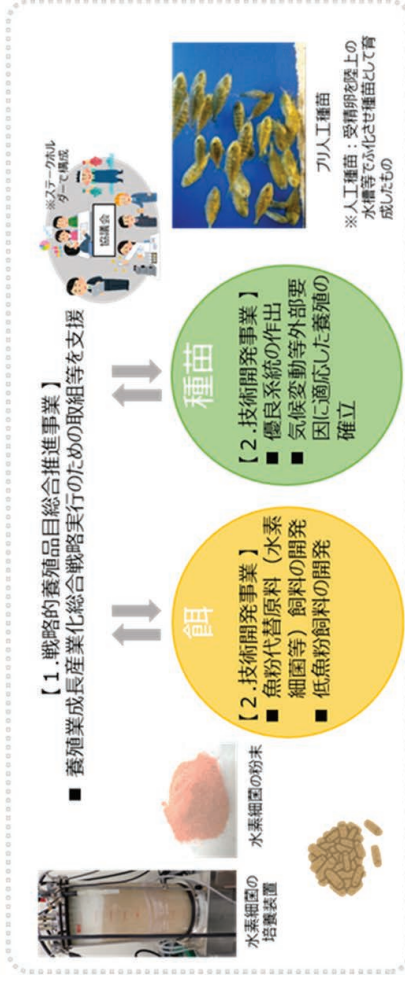 【１.戦略的養殖品目総合推進事業】
■ 養殖業成長産業化総合戦略実行のための取組等を支援
※ステークホル
ダーで構成
協議会
水素細菌の
培養装置
水素細菌の粉末
餌
【２.技術開発事業】
■ 魚粉代替原料（水素
細菌等）飼料の開発
■ 低魚粉飼料の開発
種苗
【２.技術開発事業】
■ 優良系統の作出
■ 気候変動等外部要
因に適応した養殖の
確立
ブリ人工種苗
※人工種苗：受精卵を陸上の
水槽等でふ化させ種苗として育
成したもの